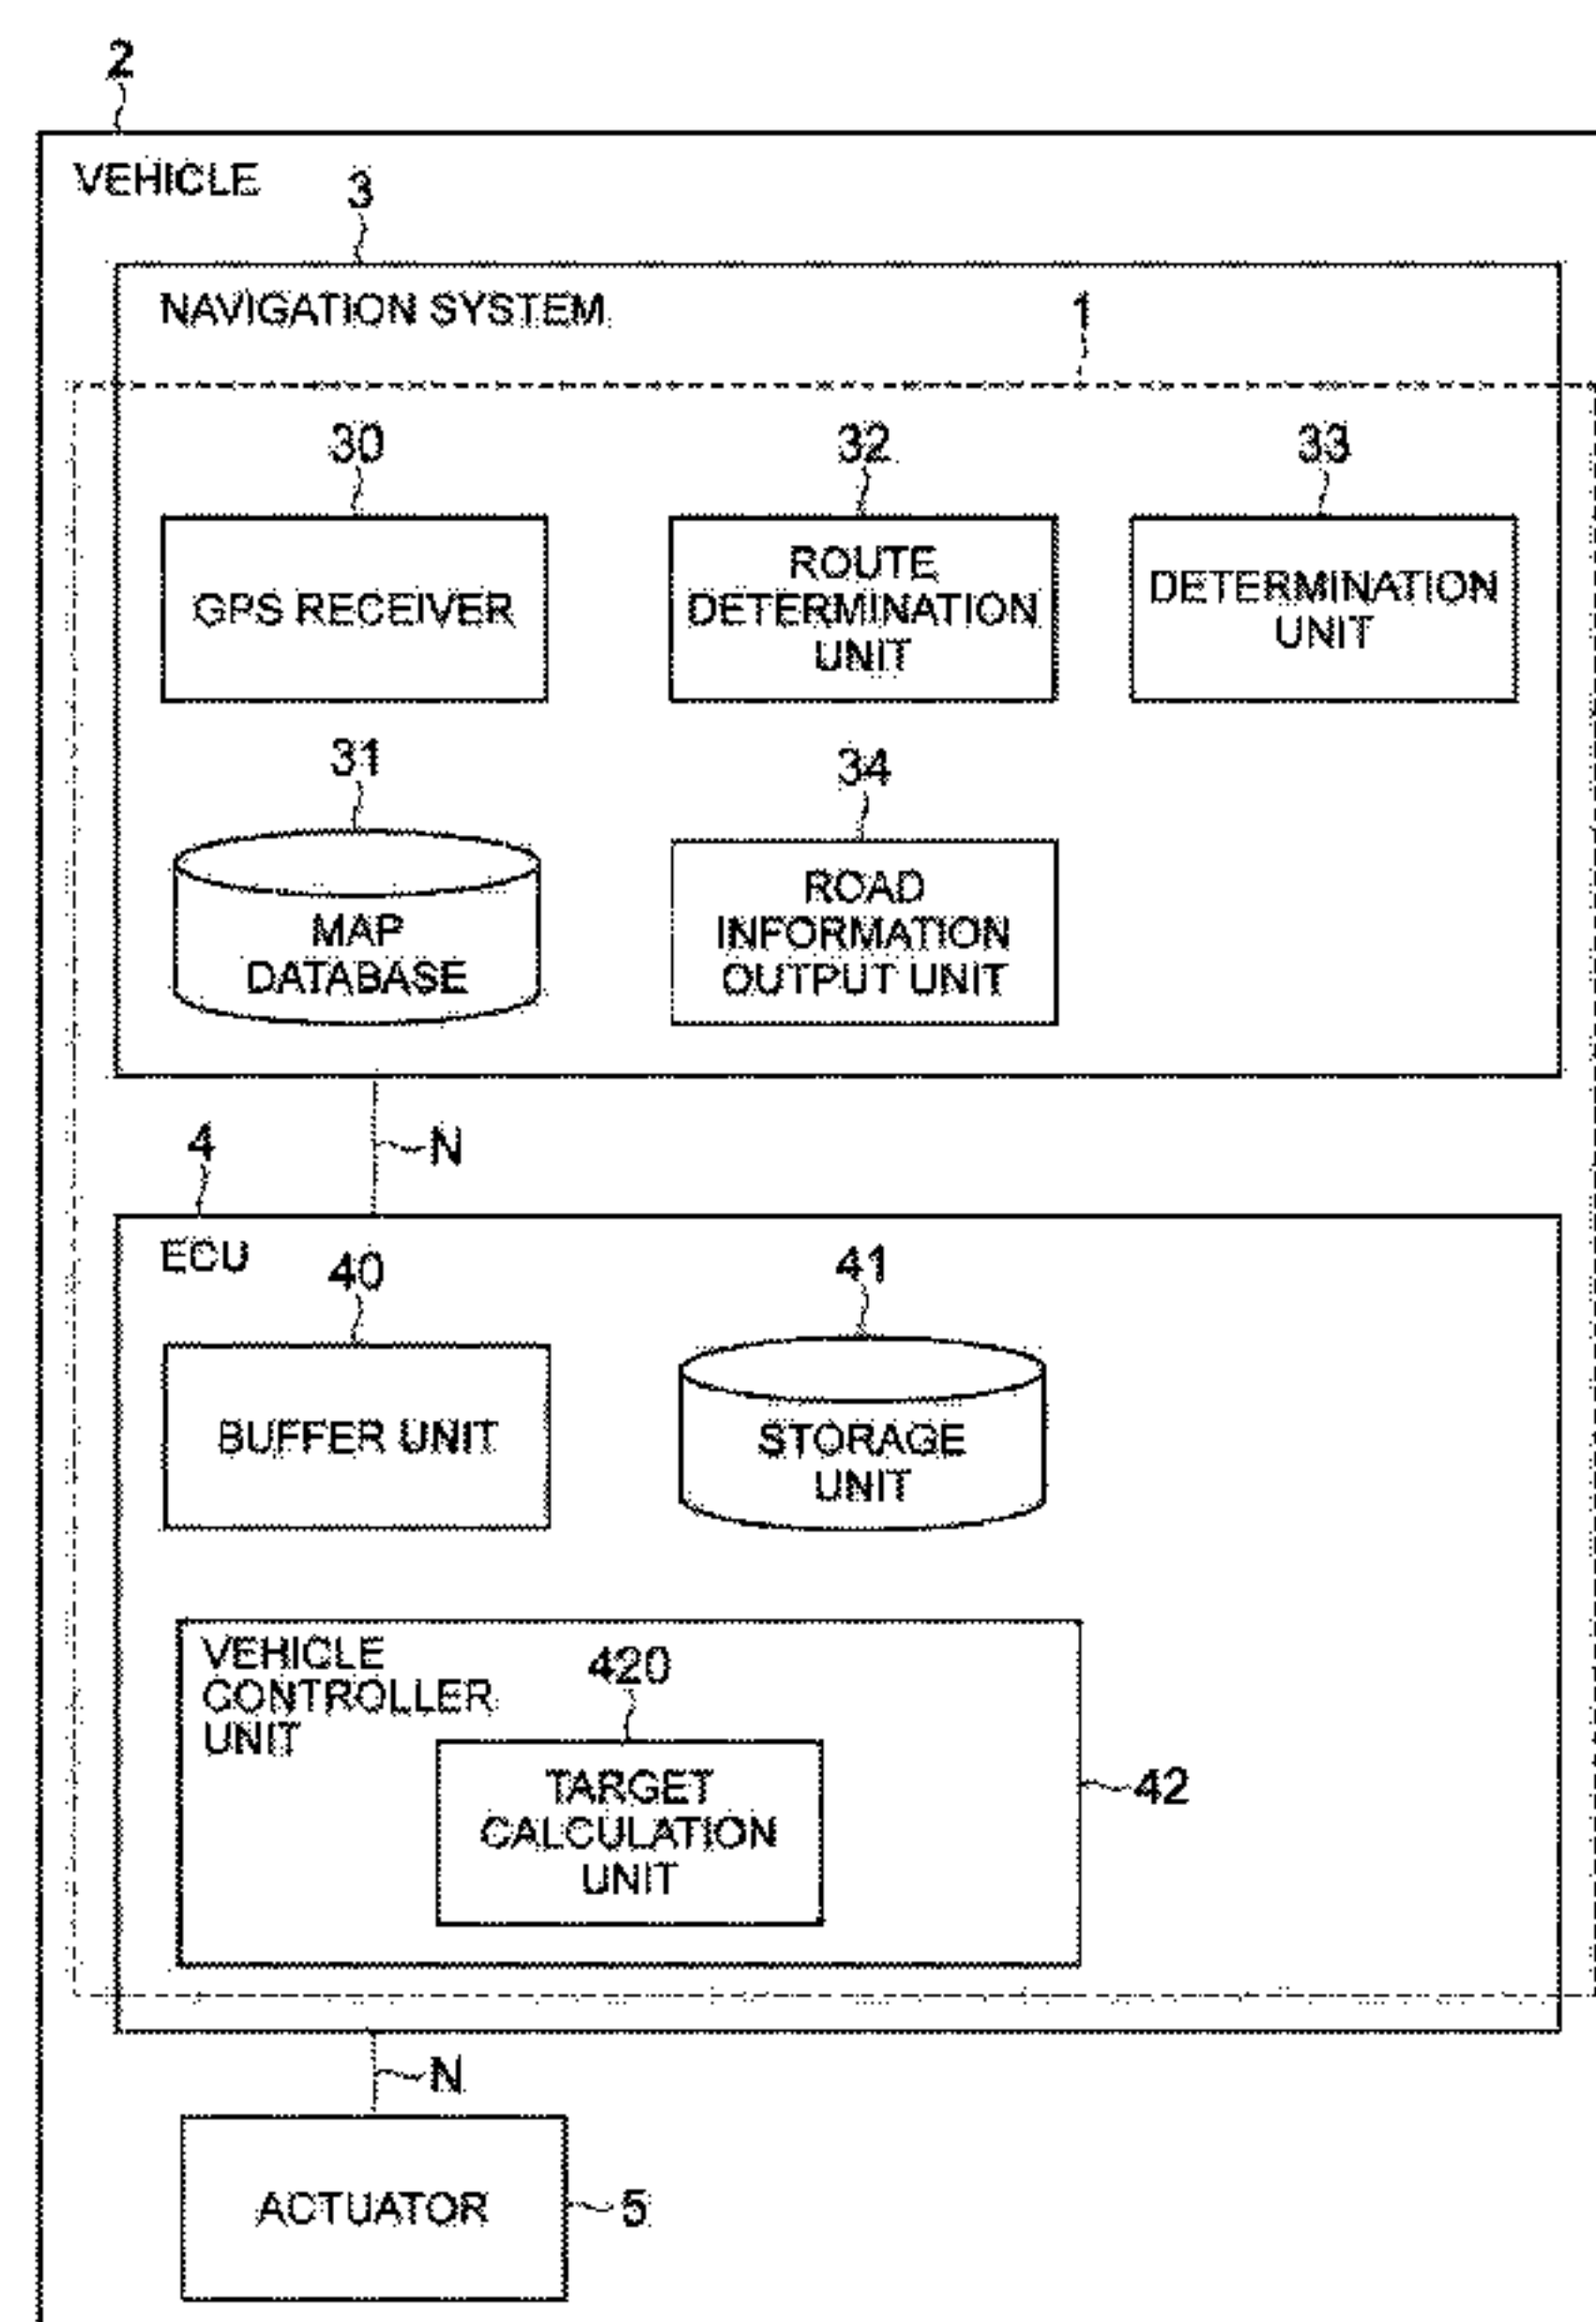 2
VEHICLE
3
NAVIGATION SYSTEM
1
30
32
33
GPS RECEIVER
ROUTE
DETERMINATION
UNIT
DETERMINATION
UNIT
31
34
MAP
DATABASE
ROAD
INFORMATION
OUTPUT UNIT
N
4
ECU
40
41
BUFFER UNIT
STORAGE
UNIT
VEHICLE
CONTROLLER
UNIT
420
TARGET
CALCULATION
UNIT
42
N
ACTUATOR
5